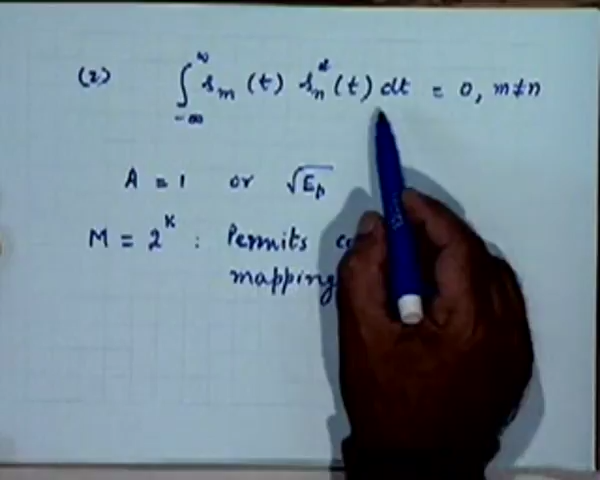 (2) ∫_{-∞}^{∞} s_m(t) s_n^*(t) dt = 0, m≠n
A = 1 or √E_p
M = 2^K : Permits
mapping